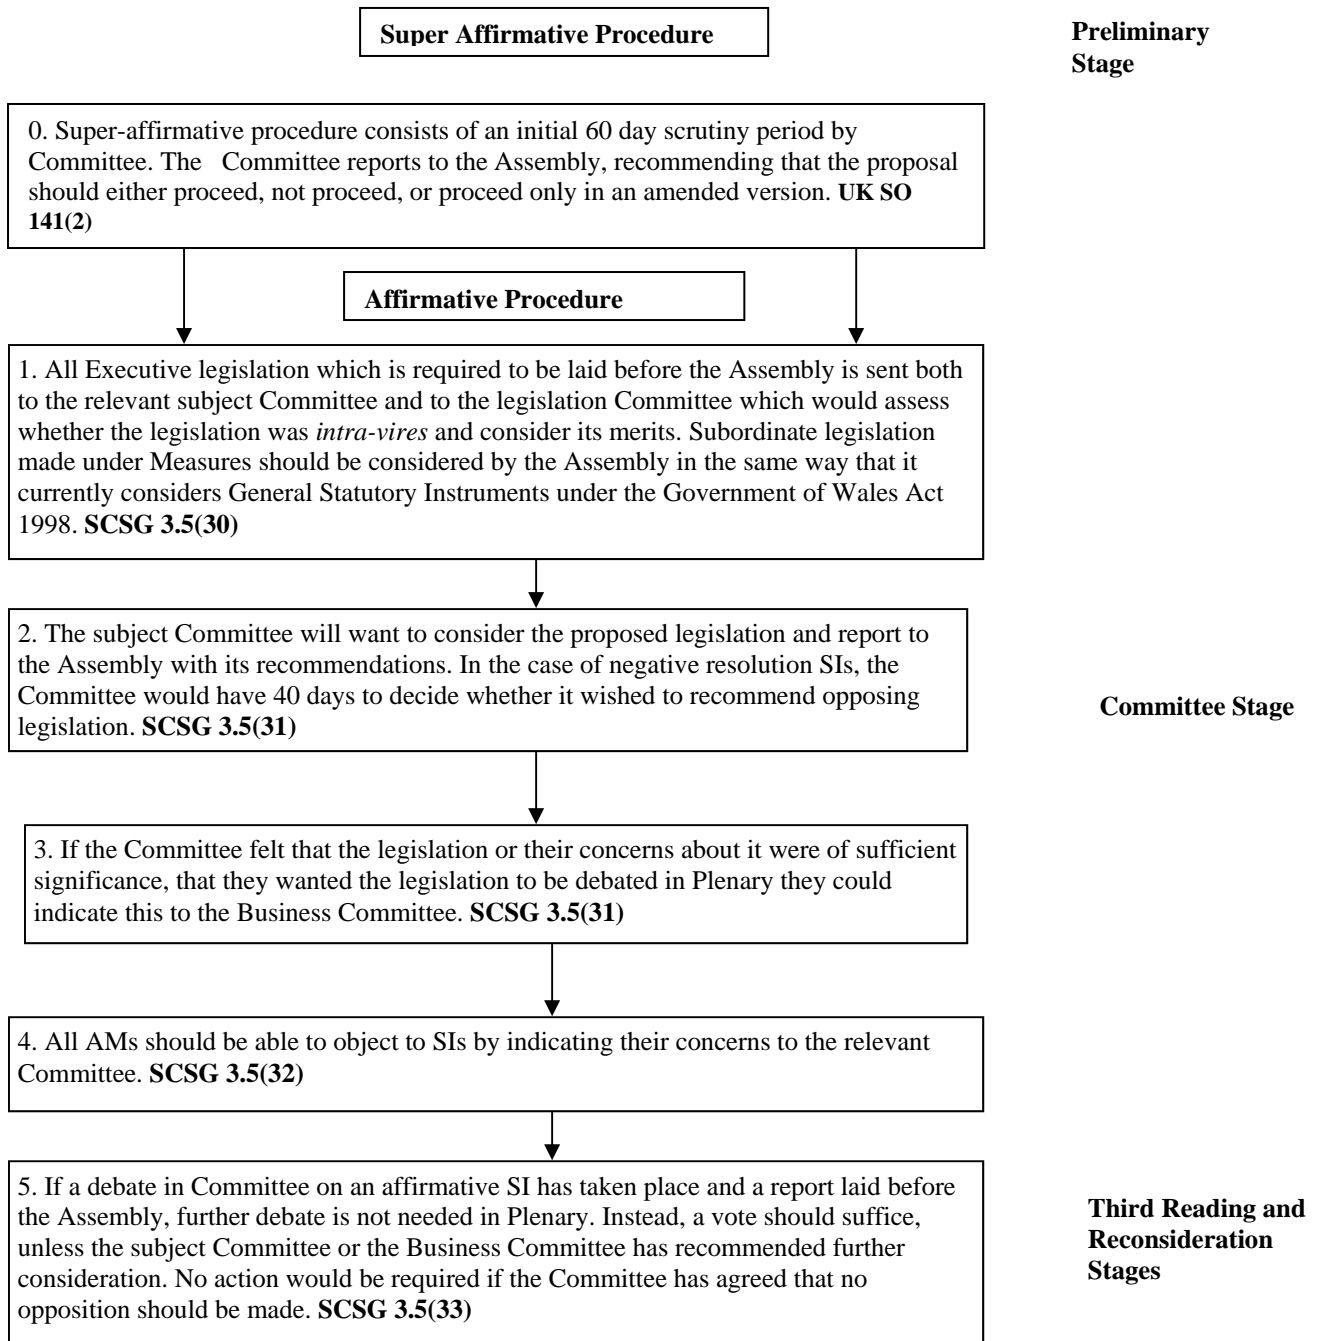 Super Affirmative Procedure
Preliminary
Stage
0. Super-affirmative procedure consists of an initial 60 day scrutiny period by
Committee. The Committee reports to the Assembly, recommending that the proposal
should either proceed, not proceed, or proceed only in an amended version. UK SO
141(2)
Affirmative Procedure
1. All Executive legislation which is required to be laid before the Assembly is sent both
to the relevant subject Committee and to the legislation Committee which would assess
whether the legislation was intra-vires and consider its merits. Subordinate legislation
made under Measures should be considered by the Assembly in the same way that it
currently considers General Statutory Instruments under the Government of Wales Act
1998. SCSG 3.5(30)
2. The subject Committee will want to consider the proposed legislation and report to
the Assembly with its recommendations. In the case of negative resolution SIs, the
Committee would have 40 days to decide whether it wished to recommend opposing
legislation. SCSG 3.5(31)
Committee Stage
3. If the Committee felt that the legislation or their concerns about it were of sufficient
significance, that they wanted the legislation to be debated in Plenary they could
indicate this to the Business Committee. SCSG 3.5(31)
4. All AMs should be able to object to SIs by indicating their concerns to the relevant
Committee. SCSG 3.5(32)
5. If a debate in Committee on an affirmative SI has taken place and a report laid before
the Assembly, further debate is not needed in Plenary. Instead, a vote should suffice,
unless the subject Committee or the Business Committee has recommended further
consideration. No action would be required if the Committee has agreed that no
opposition should be made. SCSG 3.5(33)
Third Reading and
Reconsideration
Stages